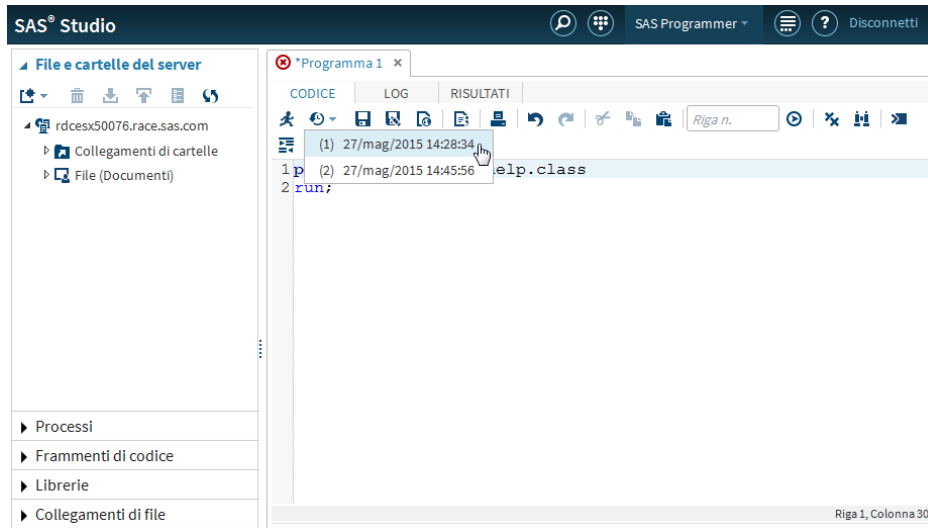 SAS® Studio
SAS Programmer
Disconnetti
File e cartelle del server
rdcesx50076.race.sas.com
Collegamenti di cartelle
File (Documenti)
Processi
Frammenti di codice
Librerie
Collegamenti di file
*Programma 1
CODICE LOG RISULTATI
Riga n.
(1) 27/mag/2015 14:28:34
(2) 27/mag/2015 14:45:56
1 p elp.class
2 run;
Riga 1, Colonna 30